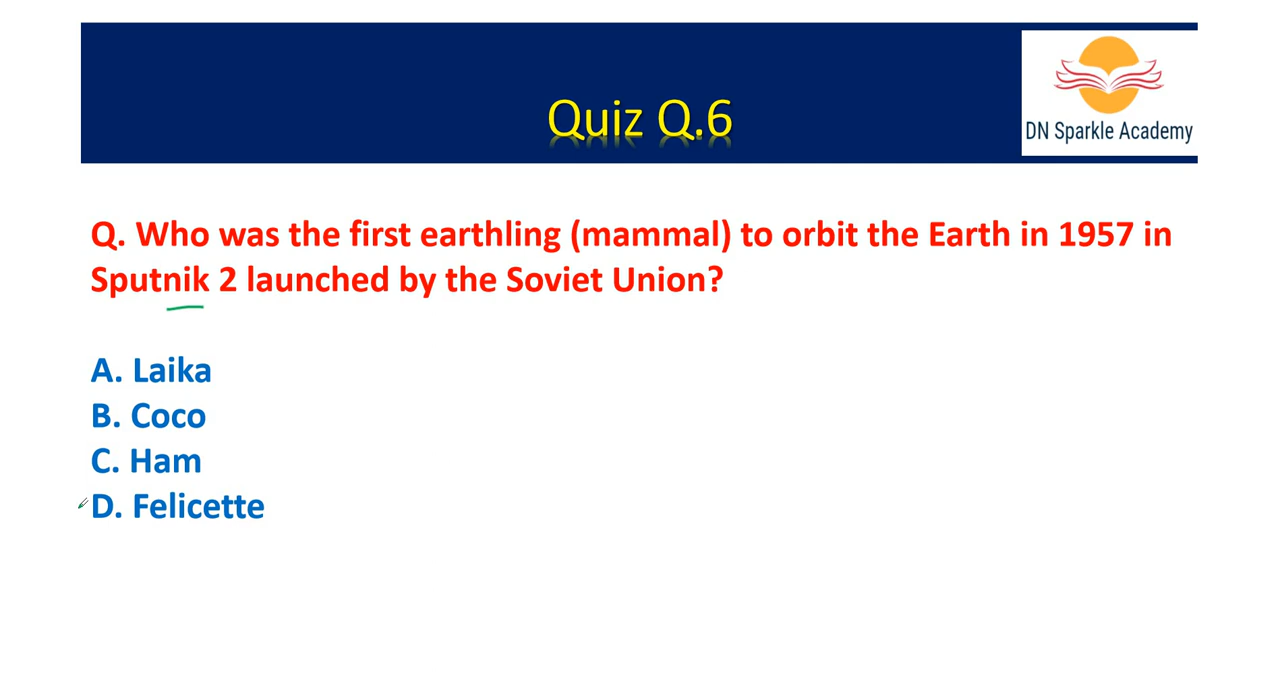 Quiz Q.6
DN Sparkle Academy
Q. Who was the first earthling (mammal) to orbit the Earth in 1957 in
Sputnik 2 launched by the Soviet Union?
A. Laika
B. Coco
C. Ham
D. Felicette